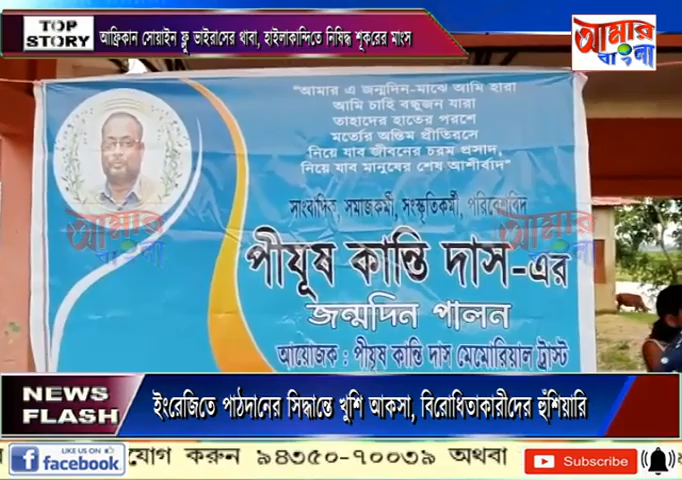 TOP STORY
আফ্রিকান সোয়াইন ফ্লু ভাইরাসের থাবা, হাইলাকান্দিতে নিষিদ্ধ শূকরের মাংস
আমার বাংলা
"আমার এ জন্মদিন-মাঝে আমি হারা
আমি চাহি বন্ধুজন যারা
তাহাদের হাতের পরশে
মর্ত্যের অন্তিম প্রীতিরসে
নিয়ে যাব জীবনের চরম প্রসাদ,
নিয়ে যাব মানুষের শেষ আশীর্বাদ"
সাংবাদিক, সমাজকর্মী, সংস্কৃতিকর্মী, পরিবেশবিদ
আমার বাংলা
আমার বাংলা
পীযূষ কান্তি দাস-এর
জন্মদিন পালন
আয়োজক : পীযূষ কান্তি দাস মেমোরিয়াল ট্রাস্ট
NEWS FLASH
ইংরেজিতে পাঠদানের সিদ্ধান্তে খুশি আকসা, বিরোধিতাকারীদের হুঁশিয়ারি
LIKE US ON
facebook
যোগ করুন ৯৪৩৫০-৭০০৩৯ অথবা
Subscribe